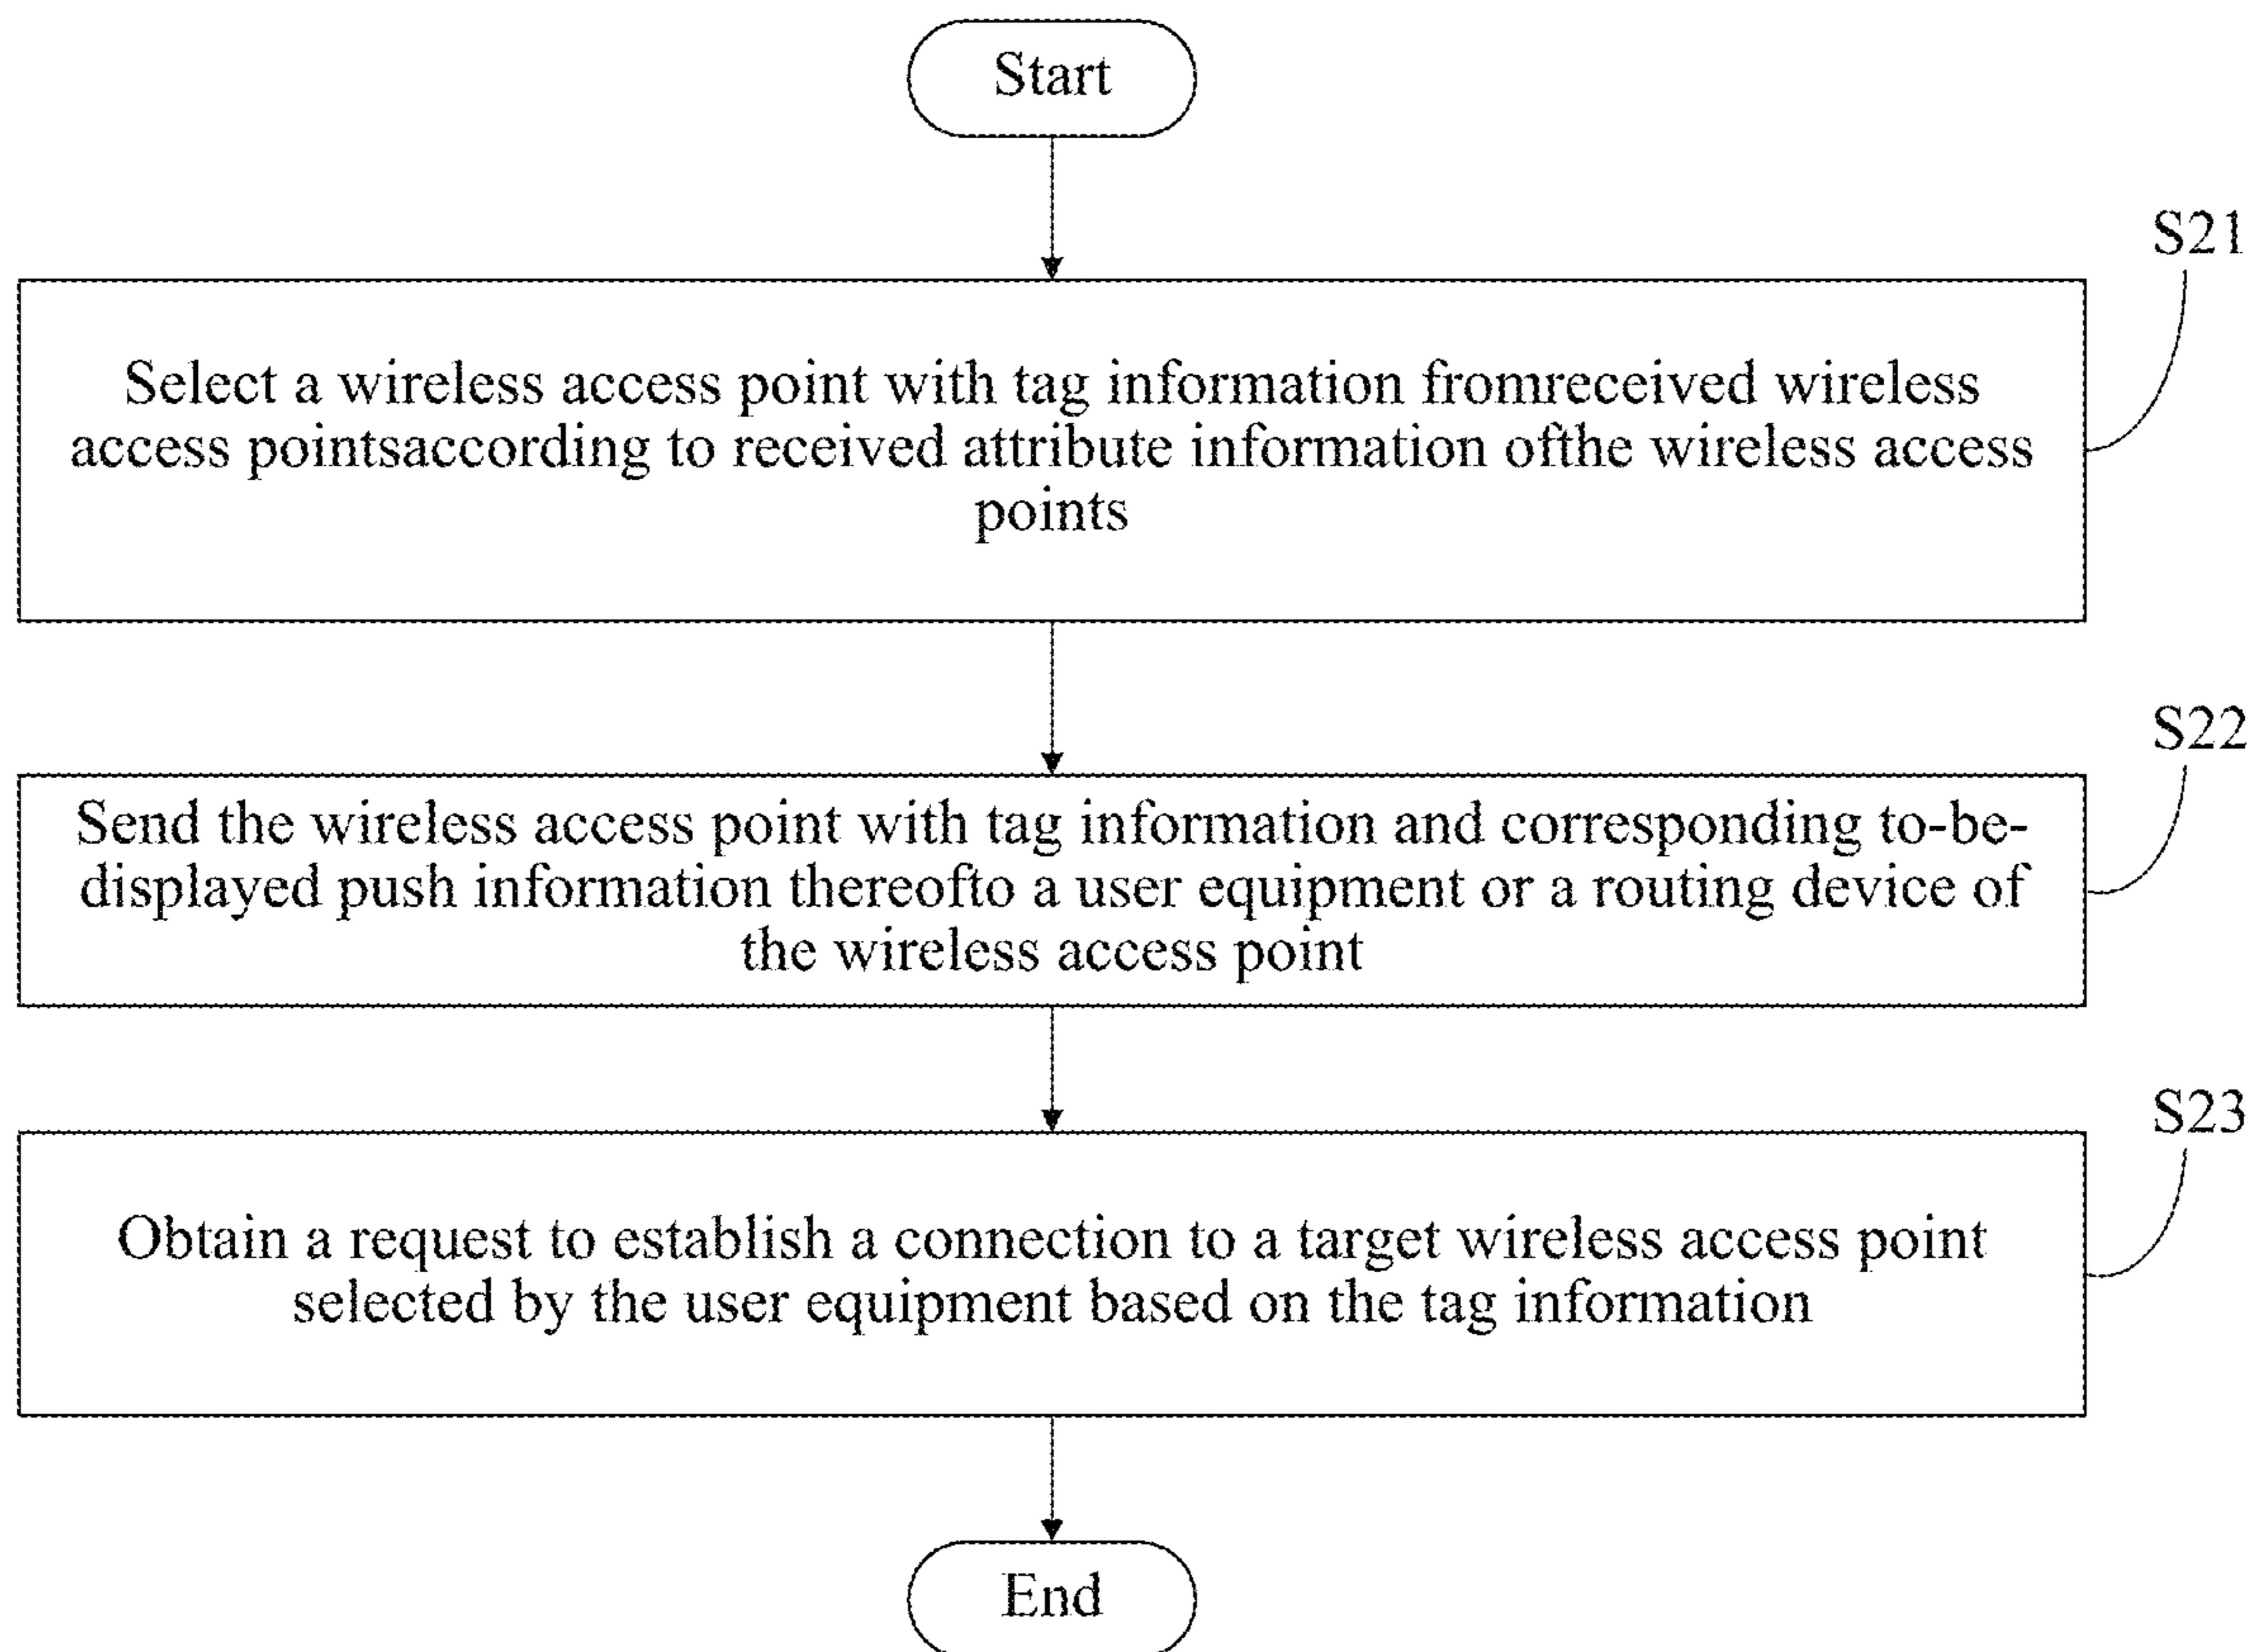 Start
S21
Select a wireless access point with tag information fromreceived wireless
access pointsaccording to received attribute information ofthe wireless access
points
S22
Send the wireless access point with tag information and corresponding to-be-
displayed push information thereofto a user equipment or a routing device of
the wireless access point
S23
Obtain a request to establish a connection to a target wireless access point
selected by the user equipment based on the tag information
End